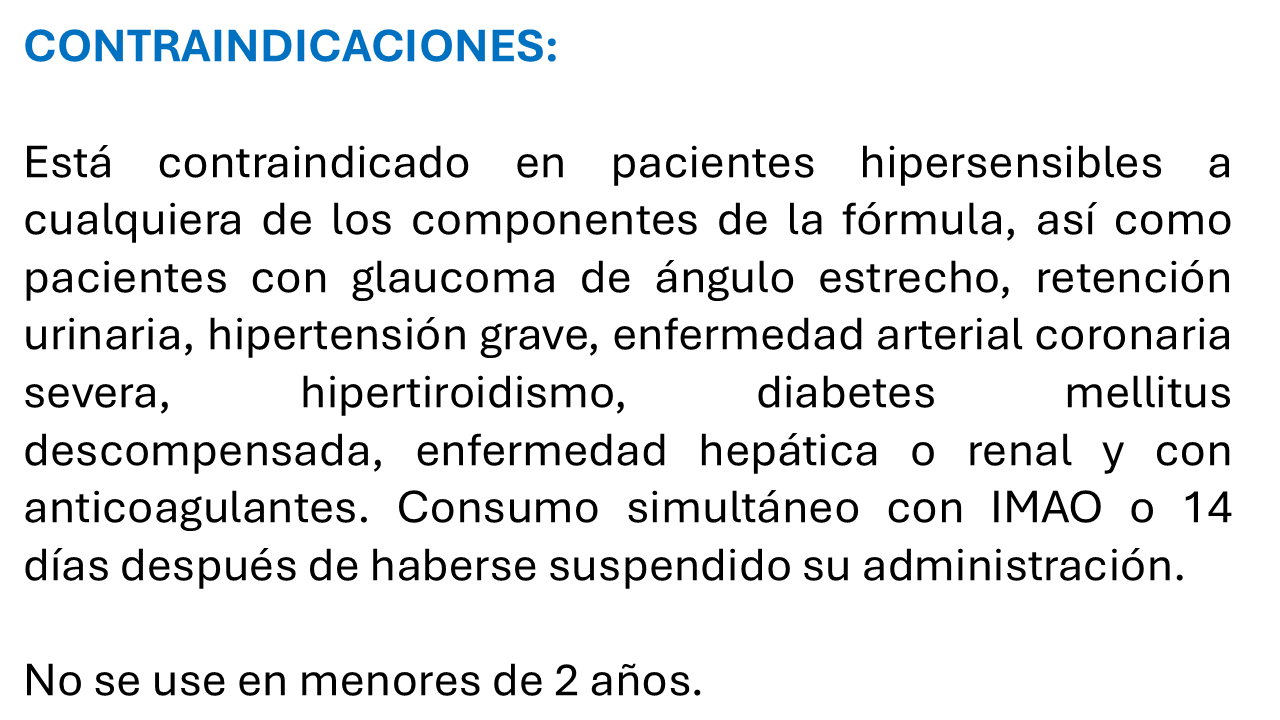 CONTRAINDICACIONES:
Está contraindicado en pacientes hipersensibles a
cualquiera de los componentes de la fórmula, así como
pacientes con glaucoma de ángulo estrecho, retención
urinaria, hipertensión grave, enfermedad arterial coronaria
severa, hipertiroidismo, diabetes mellitus
descompensada, enfermedad hepática o renal y con
anticoagulantes. Consumo simultáneo con IMAO o 14
días después de haberse suspendido su administración.
No se use en menores de 2 años.